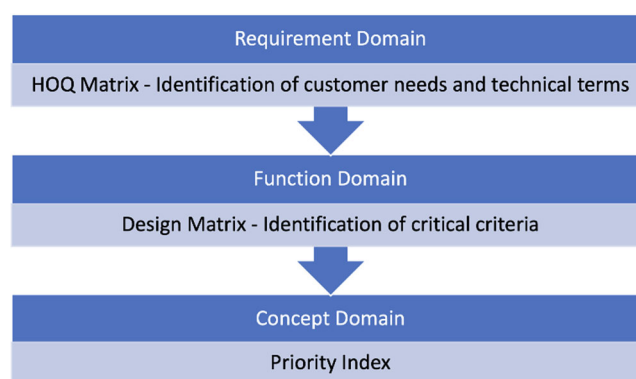 Requirement Domain
HOQ Matrix - Identification of customer needs and technical terms
Function Domain
Design Matrix - Identification of critical criteria
Concept Domain
Priority Index